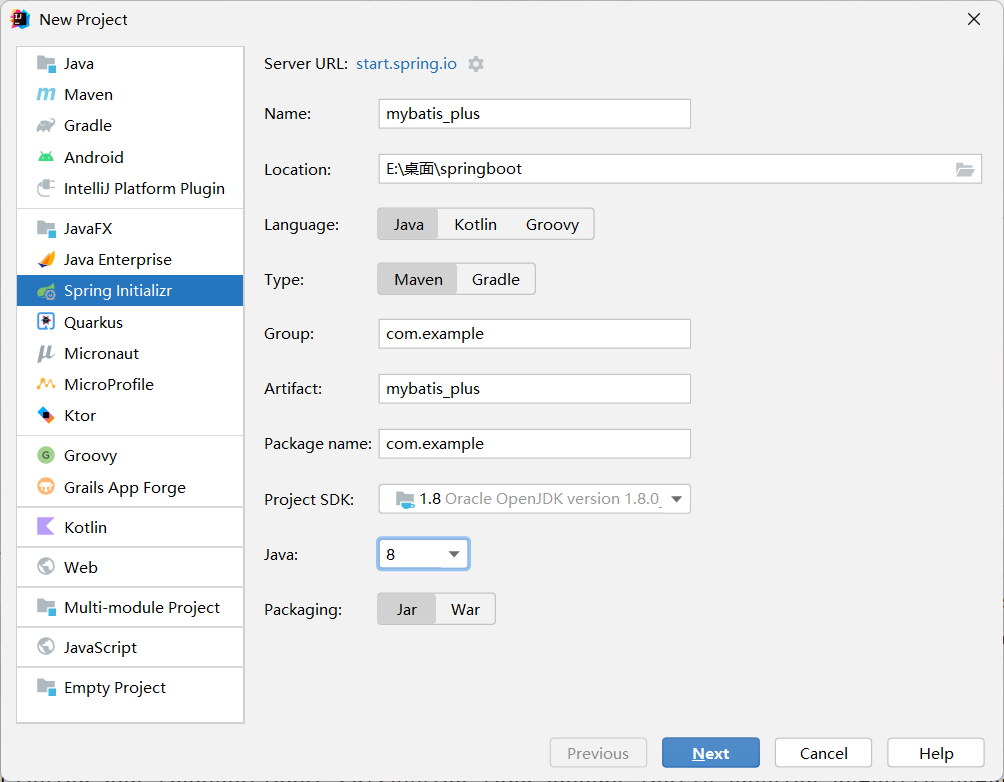 New Project
Java
Maven
Gradle
Android
IntelliJ Platform Plugin
JavaFX
Java Enterprise
Spring Initializr
Quarkus
Micronaut
MicroProfile
Ktor
Groovy
Grails App Forge
Kotlin
Web
Multi-module Project
JavaScript
Empty Project
Server URL: start.spring.io
Name: mybatis_plus
Location: E:\桌面\springboot
Language: Java Kotlin Groovy
Type: Maven Gradle
Group: com.example
Artifact: mybatis_plus
Package name: com.example
Project SDK: 1.8 Oracle OpenJDK version 1.8.0_
Java: 8
Packaging: Jar War
Previous Next Cancel Help